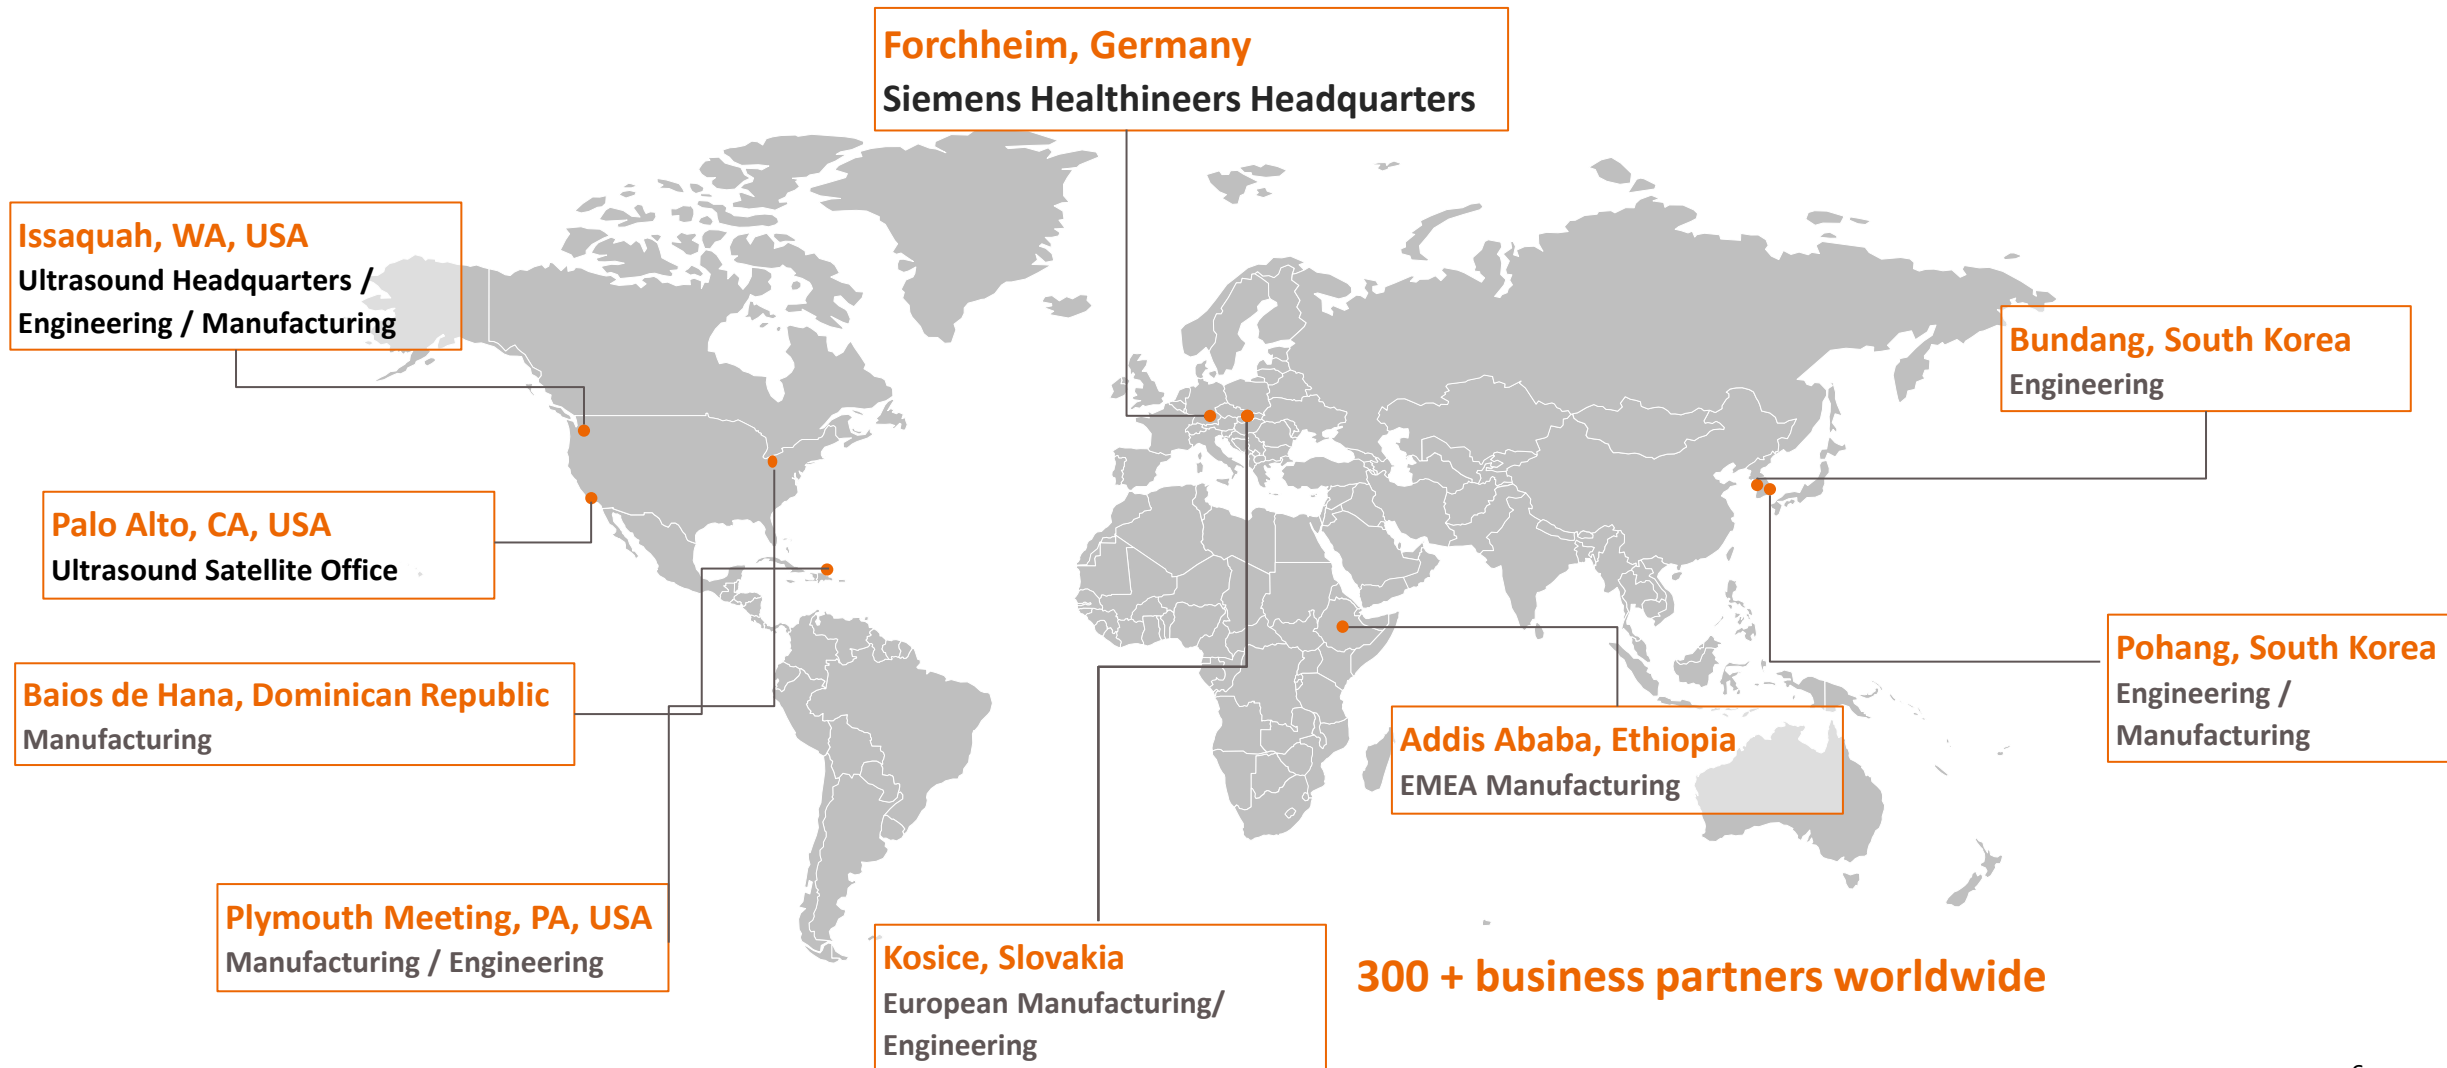 Forchheim, Germany
Siemens Healthineers Headquarters
Issaquah, WA, USA
Ultrasound Headquarters /
Engineering / Manufacturing
Bundang, South Korea
Engineering
Palo Alto, CA, USA
Ultrasound Satellite Office
Pohang, South Korea
Engineering /
Manufacturing
Baios de Hana, Dominican Republic
Manufacturing
Addis Ababa, Ethiopia
EMEA Manufacturing
Plymouth Meeting, PA, USA
Manufacturing / Engineering
Kosice, Slovakia
European Manufacturing/
Engineering
300 + business partners worldwide